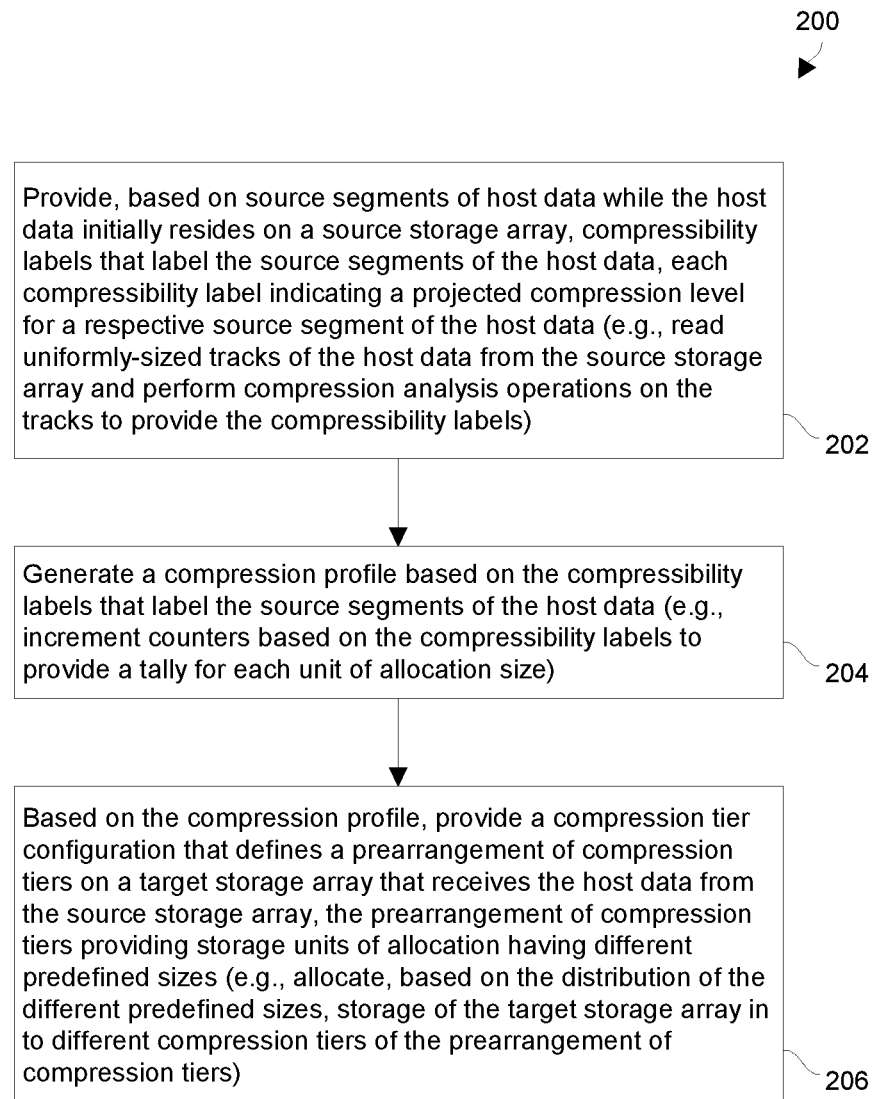 200
Provide, based on source segments of host data while the host
data initially resides on a source storage array, compressibility
labels that label the source segments of the host data, each
compressibility label indicating a projected compression level
for a respective source segment of the host data (e.g., read
uniformly-sized tracks of the host data from the source storage
array and perform compression analysis operations on the
tracks to provide the compressibility labels)
202
Generate a compression profile based on the compressibility
labels that label the source segments of the host data (e.g.,
increment counters based on the compressibility labels to
provide a tally for each unit of allocation size)
204
Based on the compression profile, provide a compression tier
configuration that defines a prearrangement of compression
tiers on a target storage array that receives the host data from
the source storage array, the prearrangement of compression
tiers providing storage units of allocation having different
predefined sizes (e.g., allocate, based on the distribution of the
different predefined sizes, storage of the target storage array in
to different compression tiers of the prearrangement of
compression tiers)
206